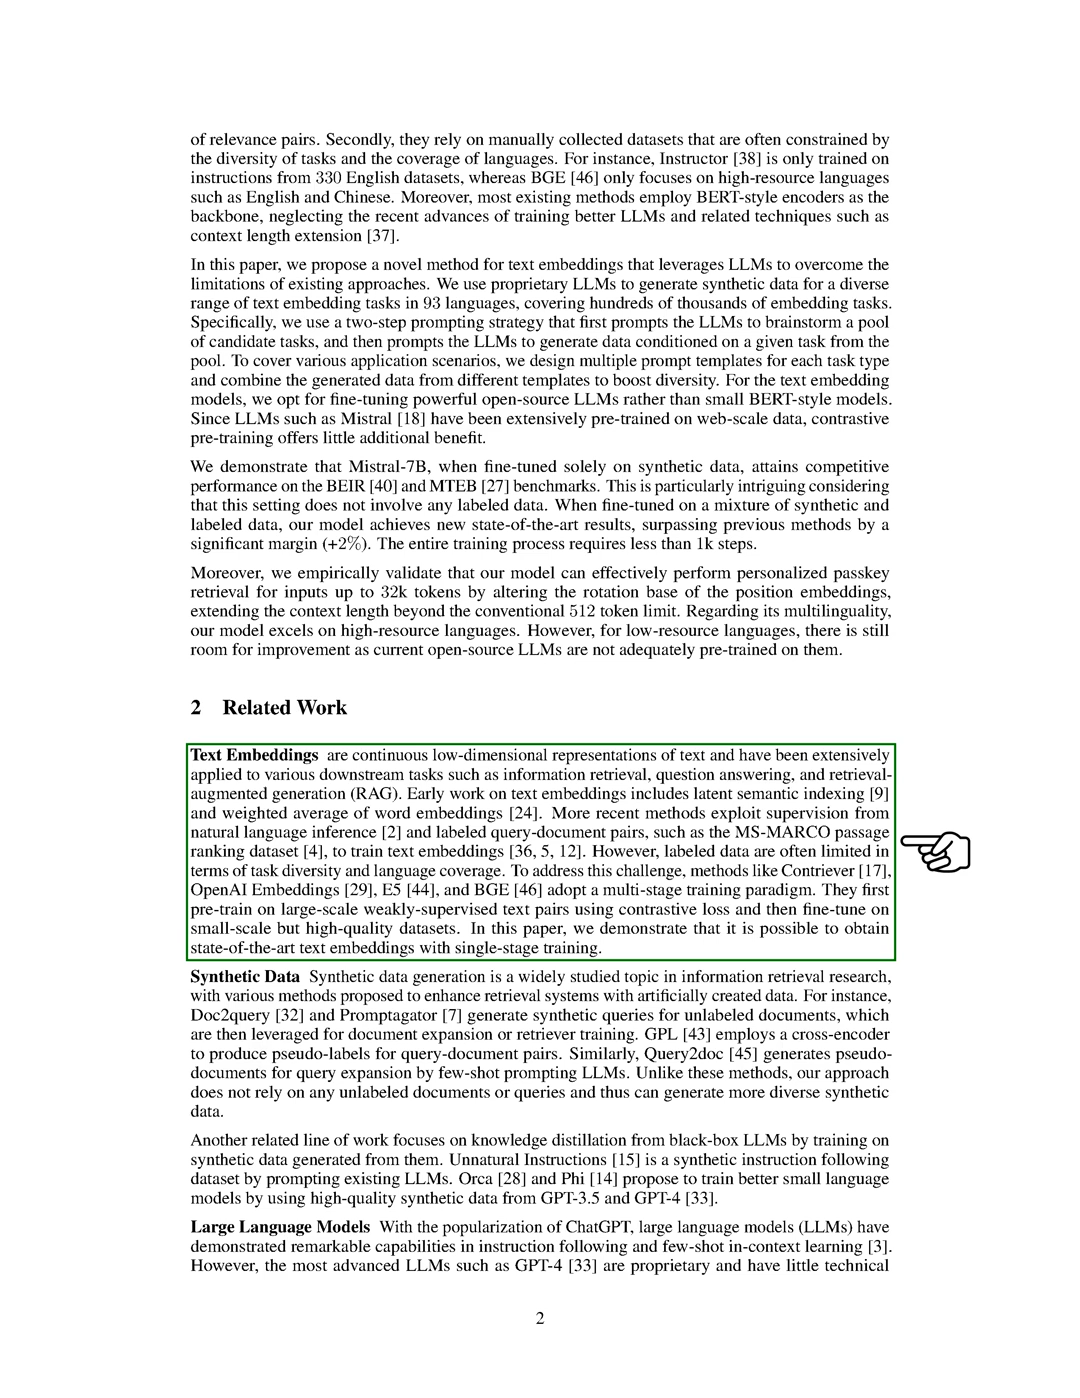 of relevance pairs. Secondly, they rely on manually collected datasets that are often constrained by
the diversity of tasks and the coverage of languages. For instance, Instructor [38] is only trained on
instructions from 330 English datasets, whereas BGE [46] only focuses on high-resource languages
such as English and Chinese. Moreover, most existing methods employ BERT-style encoders as the
backbone, neglecting the recent advances of training better LLMs and related techniques such as
context length extension [37].
In this paper, we propose a novel method for text embeddings that leverages LLMs to overcome the
limitations of existing approaches. We use proprietary LLMs to generate synthetic data for a diverse
range of text embedding tasks in 93 languages, covering hundreds of thousands of embedding tasks.
Specifically, we use a two-step prompting strategy that first prompts the LLMs to brainstorm a pool
of candidate tasks, and then prompts the LLMs to generate data conditioned on a given task from the
pool. To cover various application scenarios, we design multiple prompt templates for each task type
and combine the generated data from different templates to boost diversity. For the text embedding
models, we opt for fine-tuning powerful open-source LLMs rather than small BERT-style models.
Since LLMs such as Mistral [18] have been extensively pre-trained on web-scale data, contrastive
pre-training offers little additional benefit.
We demonstrate that Mistral-7B, when fine-tuned solely on synthetic data, attains competitive
performance on the BEIR [40] and MTEB [27] benchmarks. This is particularly intriguing considering
that this setting does not involve any labeled data. When fine-tuned on a mixture of synthetic and
labeled data, our model achieves new state-of-the-art results, surpassing previous methods by a
significant margin (+2%). The entire training process requires less than 1k steps.
Moreover, we empirically validate that our model can effectively perform personalized passkey
retrieval for inputs up to 32k tokens by altering the rotation base of the position embeddings,
extending the context length beyond the conventional 512 token limit. Regarding its multilinguality,
our model excels on high-resource languages. However, for low-resource languages, there is still
room for improvement as current open-source LLMs are not adequately pre-trained on them.
2 Related Work
Text Embeddings are continuous low-dimensional representations of text and have been extensively
applied to various downstream tasks such as information retrieval, question answering, and retrieval-
augmented generation (RAG). Early work on text embeddings includes latent semantic indexing [9]
and weighted average of word embeddings [24]. More recent methods exploit supervision from
natural language inference [2] and labeled query-document pairs, such as the MS-MARCO passage
ranking dataset [4], to train text embeddings [36, 5, 12]. However, labeled data are often limited in
terms of task diversity and language coverage. To address this challenge, methods like Contriever [17],
OpenAI Embeddings [29], E5 [44], and BGE [46] adopt a multi-stage training paradigm. They first
pre-train on large-scale weakly-supervised text pairs using contrastive loss and then fine-tune on
small-scale but high-quality datasets. In this paper, we demonstrate that it is possible to obtain
state-of-the-art text embeddings with single-stage training.
Synthetic Data Synthetic data generation is a widely studied topic in information retrieval research,
with various methods proposed to enhance retrieval systems with artificially created data. For instance,
Doc2query [32] and Promptagator [7] generate synthetic queries for unlabeled documents, which
are then leveraged for document expansion or retriever training. GPL [43] employs a cross-encoder
to produce pseudo-labels for query-document pairs. Similarly, Query2doc [45] generates pseudo-
documents for query expansion by few-shot prompting LLMs. Unlike these methods, our approach
does not rely on any unlabeled documents or queries and thus can generate more diverse synthetic
data.
Another related line of work focuses on knowledge distillation from black-box LLMs by training on
synthetic data generated from them. Unnatural Instructions [15] is a synthetic instruction following
dataset by prompting existing LLMs. Orca [28] and Phi [14] propose to train better small language
models by using high-quality synthetic data from GPT-3.5 and GPT-4 [33].
Large Language Models With the popularization of ChatGPT, large language models (LLMs) have
demonstrated remarkable capabilities in instruction following and few-shot in-context learning [3].
However, the most advanced LLMs such as GPT-4 [33] are proprietary and have little technical
2